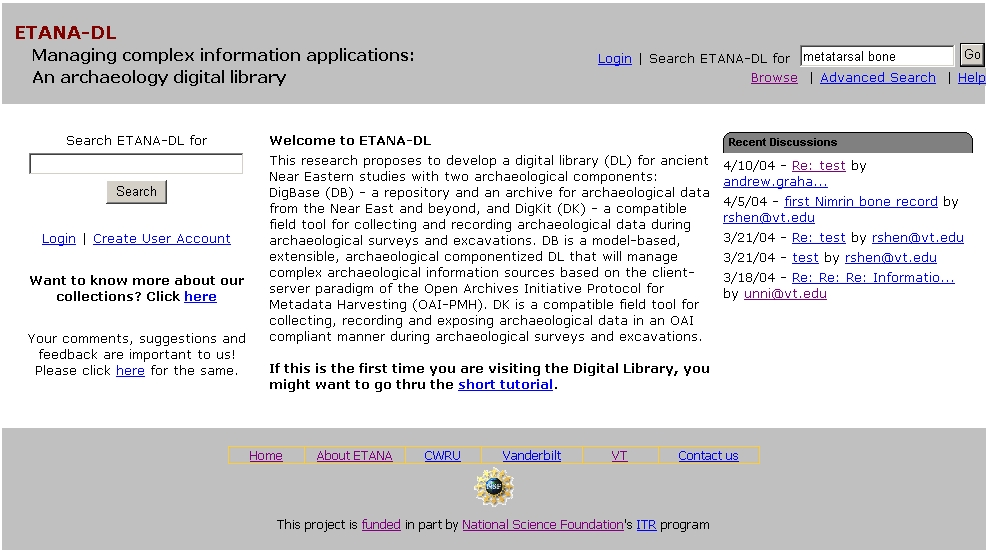 ETANA-DL
Managing complex information applications:
An archaeology digital library
Login | Search ETANA-DL for metatarsal bone Go
Browse | Advanced Search | Help
Search ETANA-DL for
Search
Login | Create User Account
Want to know more about our
collections? Click here
Your comments, suggestions and
feedback are important to us!
Please click here for the same.
Welcome to ETANA-DL
This research proposes to develop a digital library (DL) for ancient
Near Eastern studies with two archaeological components:
DigBase (DB) - a repository and an archive for archaeological data
from the Near East and beyond, and DigKit (DK) - a compatible
field tool for collecting and recording archaeological data during
archaeological surveys and excavations. DB is a model-based,
extensible, archaeological componentized DL that will manage
complex archaeological information sources based on the client-
server paradigm of the Open Archives Initiative Protocol for
Metadata Harvesting (OAI-PMH). DK is a compatible field tool for
collecting, recording and exposing archaeological data in an OAI
compliant manner during archaeological surveys and excavations.
If this is the first time you are visiting the Digital Library, you
might want to go thru the short tutorial.
Recent Discussions
4/10/04 - Re: test by
andrew.graha...
4/5/04 - first Nimrin bone record by
rshen@vt.edu
3/21/04 - Re: test by rshen@vt.edu
3/21/04 - test by rshen@vt.edu
3/18/04 - Re: Re: Re: Informatio...
by unni@vt.edu
Home About ETANA CWRU Vanderbilt VT Contact us
NSF
This project is funded in part by National Science Foundation's ITR program